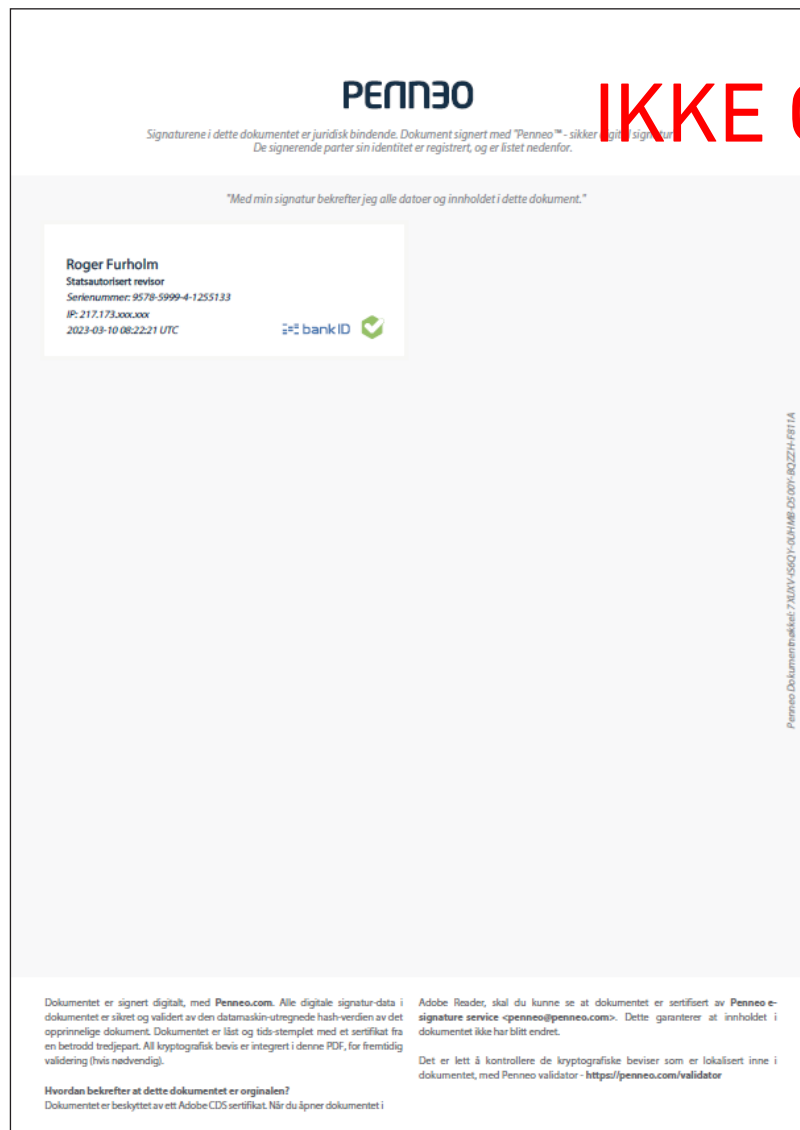 PENNEO
IKKE
Signaturene i dette dokumentet er juridisk bindende. Dokument signert med "Penneo™ - sikker digital signatur".
De signerende parter sin identitet er registrert, og er listet nedenfor.
"Med min signatur bekrefter jeg alle datoer og innholdet i dette dokument."
Roger Furholm
Statsautorisert revisor
Serienummer: 9578-5999-4-1255133
IP: 217.173.xxx.xxx
2023-03-10 08:22:21 UTC
bankID
Penneo Dokumentnøkkel: 7XUXV-IS6QY-0UHMB-DS00Y-BQZZH-F811A
Dokumentet er signert digitalt, med Penneo.com. Alle digitale signatur-data i
dokumentet er sikret og validert av den datamaskin-utregnede hash-verdien av det
opprinnelige dokument. Dokumentet er låst og tids-stemplet med et sertifikat fra
en betrodd tredjepart. All kryptografisk bevis er integrert i denne PDF, for fremtidig
validering (hvis nødvendig).
Hvordan bekrefter at dette dokumentet er orginalen?
Dokumentet er beskyttet av ett Adobe CDS sertifikat. Når du åpner dokumentet i
Adobe Reader, skal du kunne se at dokumentet er sertifisert av Penneo e-
signature service <penneo@penneo.com>. Dette garanterer at innholdet i
dokumentet ikke har blitt endret.
Det er lett å kontrollere de kryptografiske beviser som er lokalisert inne i
dokumentet, med Penneo validator - https://penneo.com/validator